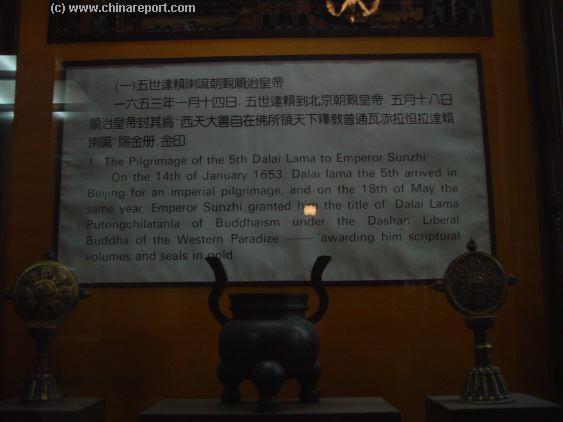 (c) www.chinareport.com
(一)五世達賴喇嘛朝覲順治皇帝
一六五三年一月十四日,五世達賴到北京朝覲皇帝,五月十八日
順治皇帝封其為"西天大善自在佛所領天下釋教普通瓦赤拉怛拉達賴
喇嘛"賜金册、金印。
1. The Pilgrimage of the 5th Dalai Lama to Emperor Sunzhi
On the 14th of January 1653, Dalai lama the 5th arrived in
Beijing for an imperial pilgrimage, and on the 18th of May the
same year, Emperor Sunzhi granted him the title of" Dalai Lama
Putongchilatanla of Buddhaism under the Dashan Liberal
Buddha of the Western Paradize —— "awarding him scriptural
volumes and seals in gold.